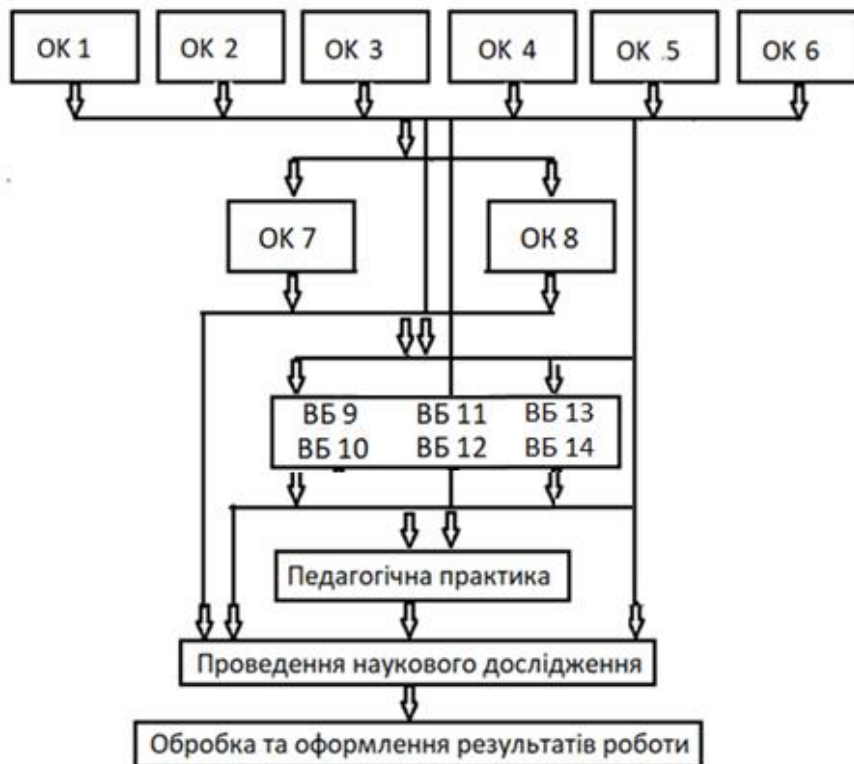 ОК 1 ОК 2 ОК 3 ОК 4 ОК .5 ОК 6
ОК 7 ОК 8
ВБ 9 ВБ 11 ВБ 13
ВБ 10 ВБ 12 ВБ 14
Педагогічна практика
Проведення наукового дослідження
Обробка та оформлення результатів роботи